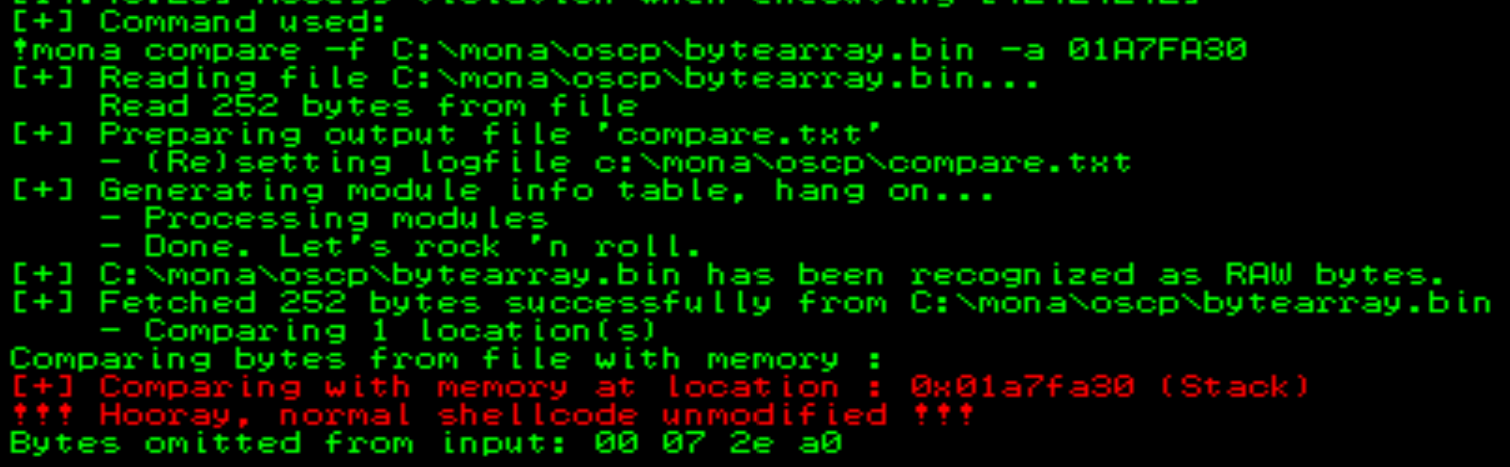 [+] Command used:
!mona compare -f C:\mona\oscp\bytearray.bin -a 01A7FA30
[+] Reading file C:\mona\oscp\bytearray.bin...
Read 252 bytes from file
[+] Preparing output file 'compare.txt'
- (Re)setting logfile c:\mona\oscp\compare.txt
[+] Generating module info table, hang on...
- Processing modules
- Done. Let's rock 'n roll.
[+] C:\mona\oscp\bytearray.bin has been recognized as RAW bytes.
[+] Fetched 252 bytes successfully from C:\mona\oscp\bytearray.bin
- Comparing 1 location(s)
Comparing bytes from file with memory :
[+] Comparing with memory at location : 0x01a7fa30 (Stack)
!!! Hooray, normal shellcode unmodified !!!
Bytes omitted from input: 00 07 2e a0